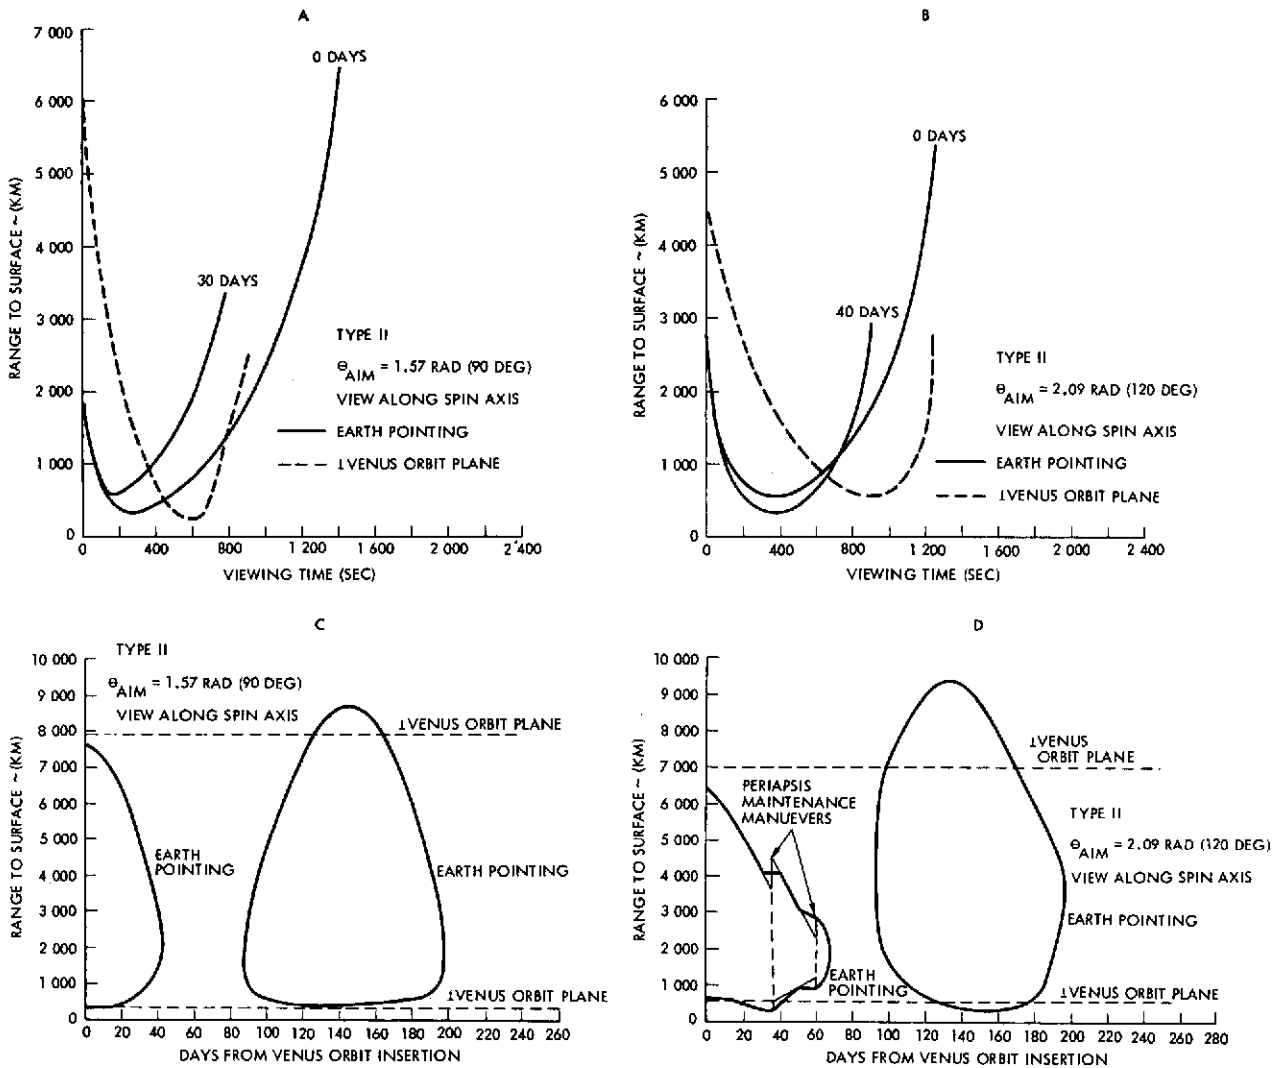 A
7 000
6 000
5 000
4 000
3 000
2 000
1 000
0
RANGE TO SURFACE ~ (KM)
0 DAYS
30 DAYS
TYPE II
ΘAIM = 1.57 RAD (90 DEG)
VIEW ALONG SPIN AXIS
EARTH POINTING
⊥VENUS ORBIT PLANE
0 400 800 1 200 1 600 2 000 2 400
VIEWING TIME (SEC)
B
6 000
5 000
4 000
3 000
2 000
1 000
0
RANGE TO SURFACE ~ (KM)
0 DAYS
40 DAYS
TYPE II
ΘAIM = 2.09 RAD (120 DEG)
VIEW ALONG SPIN AXIS
EARTH POINTING
⊥VENUS ORBIT PLANE
0 400 800 1 200 1 600 2 000 2 400
VIEWING TIME (SEC)
C
10 000
9 000
8 000
7 000
6 000
5 000
4 000
3 000
2 000
1 000
0
RANGE TO SURFACE ~ (KM)
TYPE II
ΘAIM = 1.57 RAD (90 DEG)
VIEW ALONG SPIN AXIS
⊥VENUS ORBIT PLANE
EARTH
POINTING
EARTH POINTING
⊥VENUS ORBIT PLANE
0 20 40 60 80 100 120 140 160 180 200 220 240 260
DAYS FROM VENUS ORBIT INSERTION
D
10 000
9 000
8 000
7 000
6 000
5 000
4 000
3 000
2 000
1 000
0
RANGE TO SURFACE ~ (KM)
⊥VENUS
ORBIT PLANE
PERIAPSIS
MAINTENANCE
MANUEVERS
TYPE II
ΘAIM = 2.09 RAD (120 DEG)
VIEW ALONG SPIN AXIS
EARTH POINTING
EARTH
POINTING
⊥VENUS ORBIT PLANE
0 20 40 60 80 100 120 140 160 180 200 220 240 260 280
DAYS FROM VENUS ORBIT INSERTION